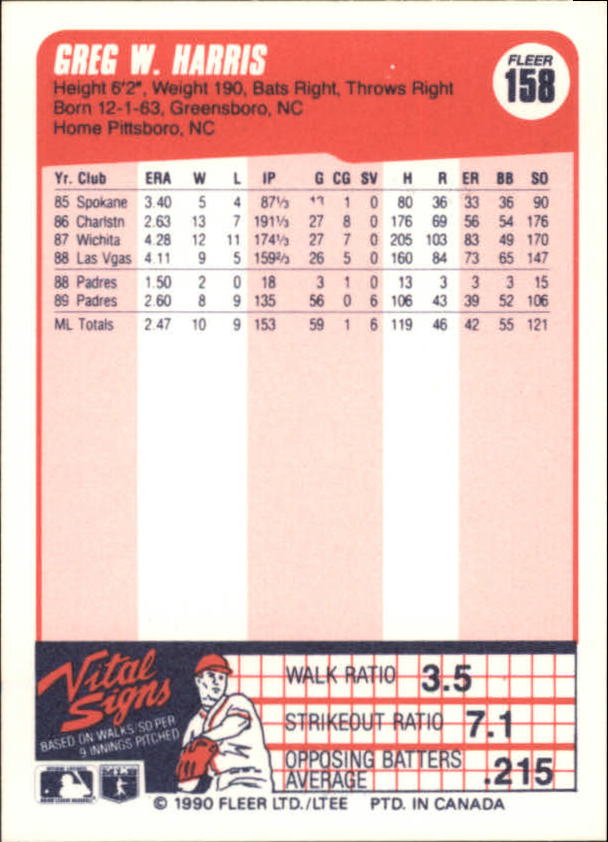 GREG W. HARRIS
FLEER
158
Height 6'2", Weight 190, Bats Right, Throws Right
Born 12-1-63, Greensboro, NC
Home Pittsboro, NC
Yr. Club ERA W L IP G CG SV H R ER BB SO
85 Spokane 3.40 5 4 87⅓ 1 0 80 36 33 36 90
86 Charlstn 2.63 13 7 191⅓ 27 8 0 176 69 56 54 176
87 Wichita 4.28 12 11 174⅓ 27 7 0 205 103 83 49 170
88 Las Vgas 4.11 9 5 159⅔ 26 5 0 160 84 73 65 147
88 Padres 1.50 2 0 18 3 1 0 13 3 3 3 15
89 Padres 2.60 8 9 135 56 0 6 106 43 39 52 106
ML Totals 2.47 10 9 153 59 1 6 119 46 42 55 121
Vital
Signs
BASED ON WALKS/SO PER
9 INNINGS PITCHED
WALK RATIO 3.5
STRIKEOUT RATIO 7.1
OPPOSING BATTERS
AVERAGE .215
© 1990 FLEER LTD./LTEE PTD. IN CANADA